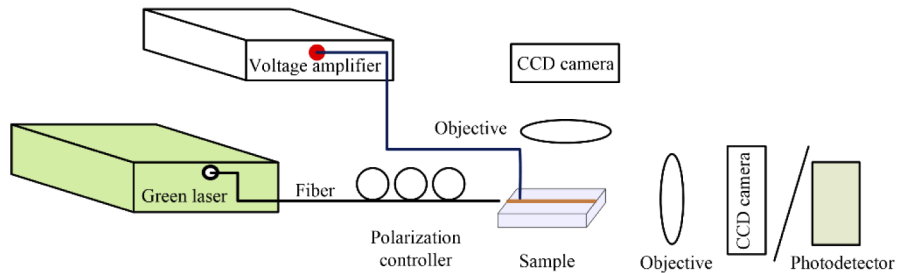 Voltage amplifier
CCD camera
Objective
Green laser
Fiber
Polarization
controller
Sample
Objective
CCD camera
Photodetector